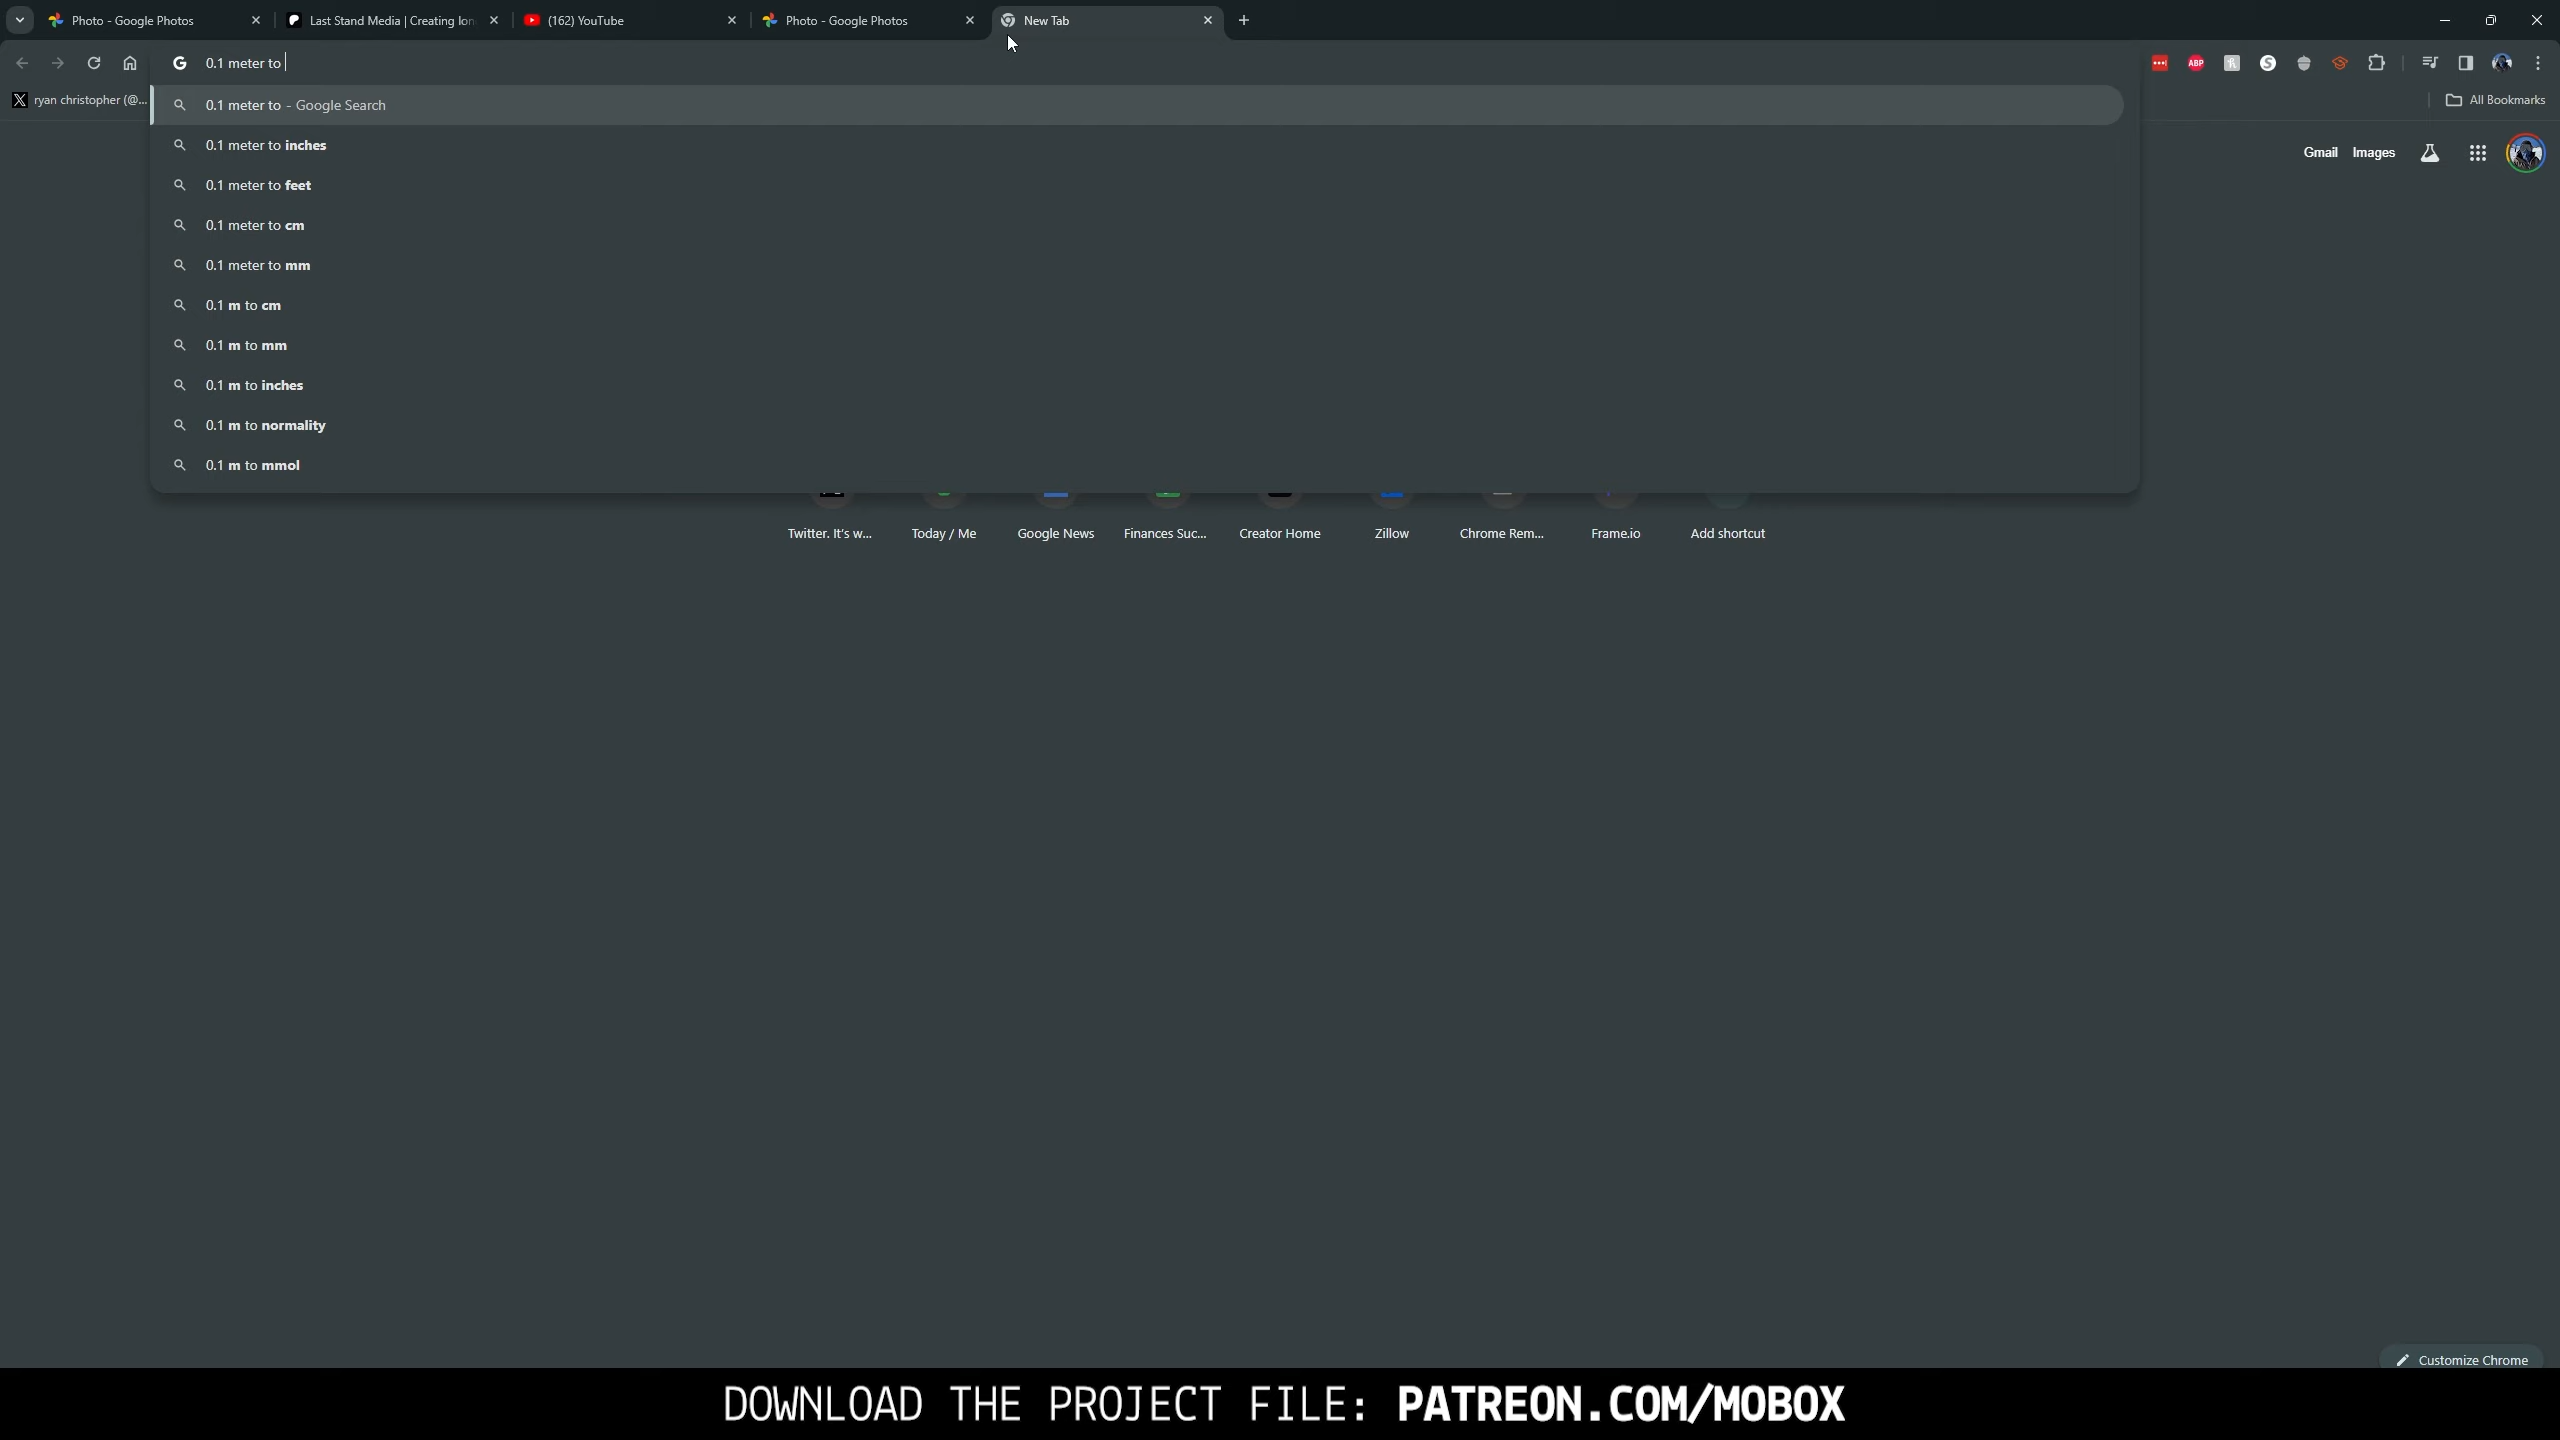 Photo - Google Photos
Last Stand Media | Creating lon
(162) YouTube
Photo - Google Photos
New Tab
0.1 meter to
ABP
ryan christopher (@...
All Bookmarks
0.1 meter to - Google Search
0.1 meter to inches
0.1 meter to feet
0.1 meter to cm
0.1 meter to mm
0.1 m to cm
0.1 m to mm
0.1 m to inches
0.1 m to normality
0.1 m to mmol
Gmail Images
Twitter. It's w...
Today / Me
Google News
Finances Suc...
Creator Home
Zillow
Chrome Rem...
Frame.io
Add shortcut
Customize Chrome
DOWNLOAD THE PROJECT FILE: PATREON.COM/MOBOX